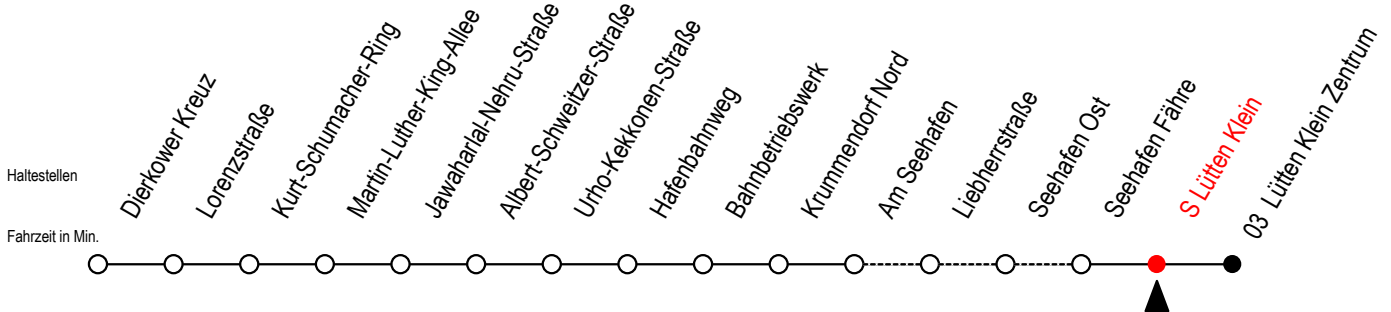 Haltestellen
Fahrzeit in Min.
Dierkower Kreuz
Lorenzstraße
Kurt-Schumacher-Ring
Martin-Luther-King-Allee
Jawaharlal-Nehru-Straße
Albert-Schweitzer-Straße
Urho-Kekkonen-Straße
Hafenbahnweg
Bahnbetriebswerk
Krummendorf Nord
Am Seehafen
Liebherrstraße
Seehafen Ost
Seehafen Fähre
S Lütten Klein
03 Lütten Klein Zentrum